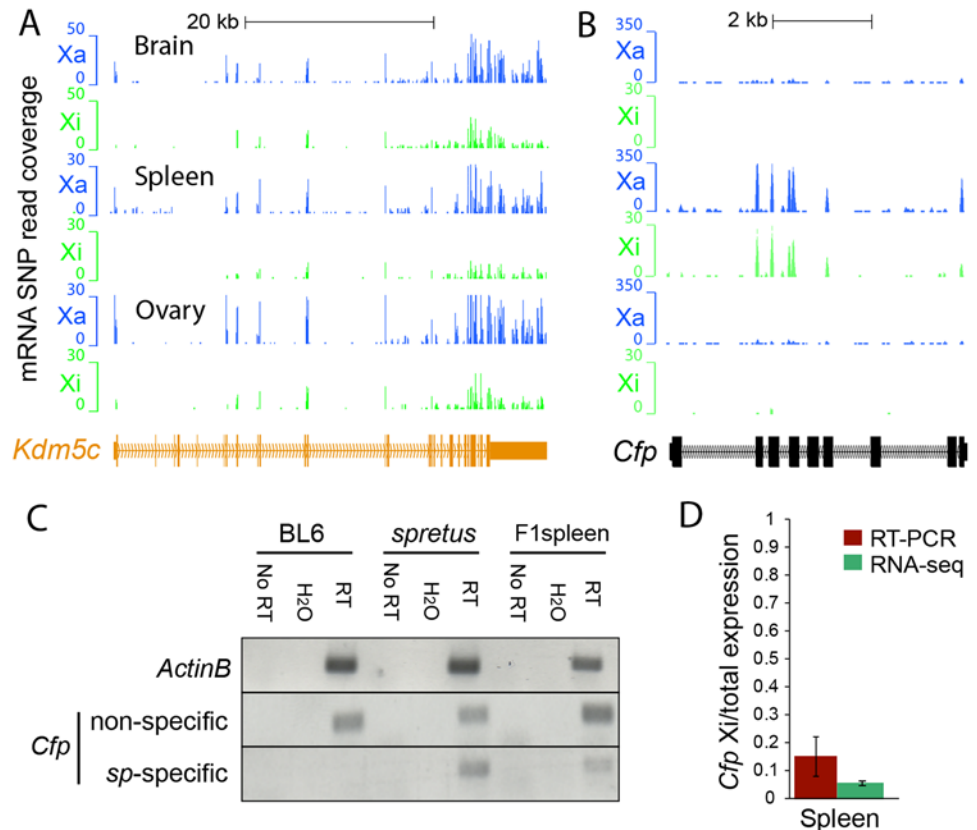 A
20 kb
mRNA SNP read coverage
Brain
50
Xa
0
50
Xi
0
Spleen
30
Xa
0
30
Xi
0
Ovary
30
Xa
0
30
Xi
0
Kdm5c
B
2 kb
350
Xa
0
30
Xi
0
350
Xa
0
30
Xi
0
350
Xa
0
30
Xi
0
Cfp
C
BL6
spretus
F1spleen
No RT
H2O
RT
No RT
H2O
RT
No RT
H2O
RT
ActinB
Cfp
non-specific
sp-specific
D
Cfp Xi/total expression
1
0.9
0.8
0.7
0.6
0.5
0.4
0.3
0.2
0.1
0
RT-PCR
RNA-seq
Spleen